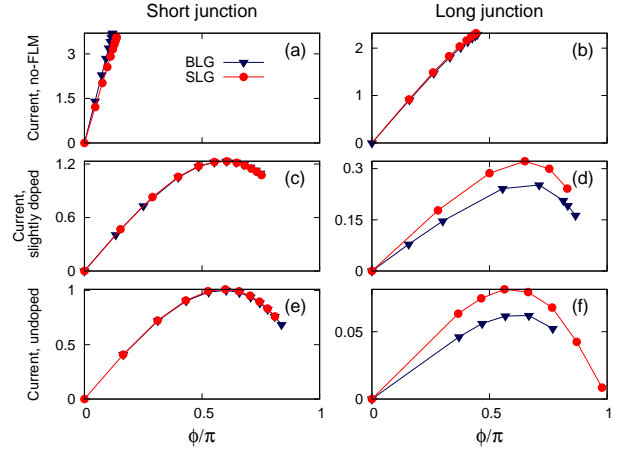 Short junction
Long junction
Current, no-FLM
3
1.5
0
BLG
SLG
(a)
2
1
0
(b)
Current,
slightly doped
1.2
0.6
0
(c)
0.3
0.15
0
(d)
Current, undoped
1
0.5
0
(e)
0.05
0
(f)
0
0.5
1
0
0.5
1
ϕ/π
ϕ/π